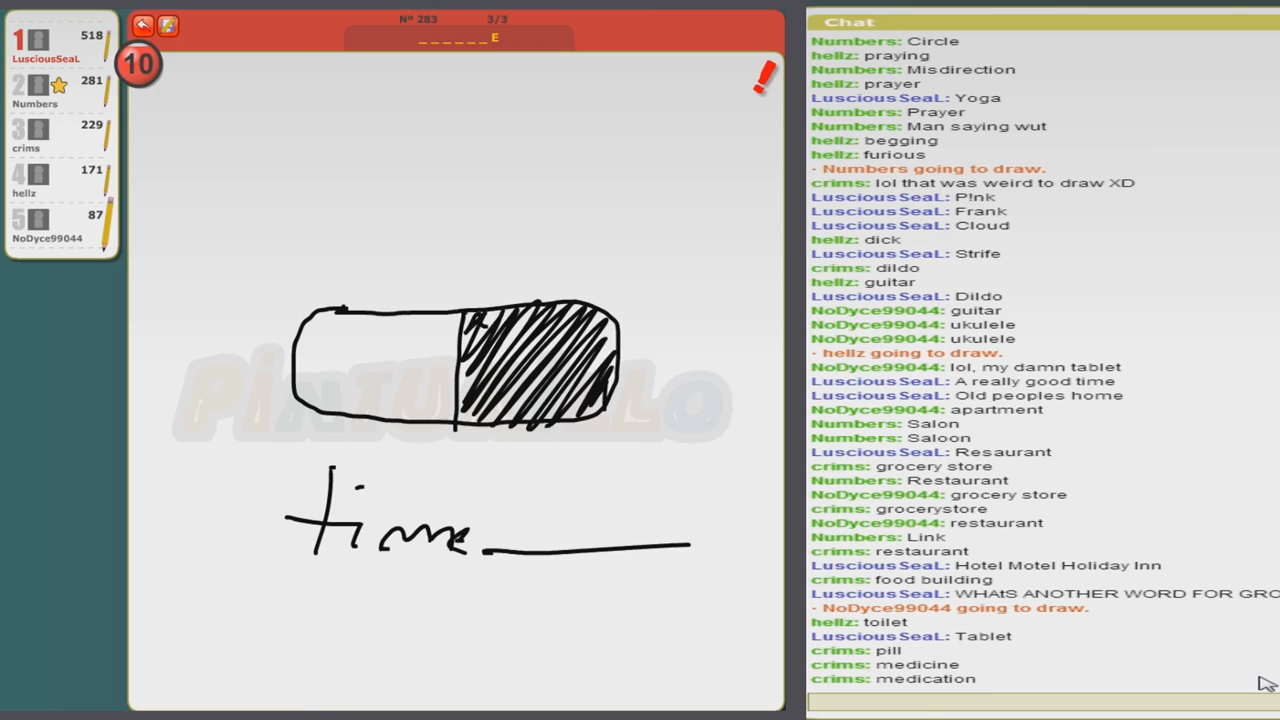 Nº 283 3/3
_ _ _ _ _ _ E
1 518
LusciousSeaL
2 281
Numbers
3 229
crims
4 171
hellz
5 87
NoDyce99044
10
PINTURILLO
time______
Chat
Numbers: Circle
hellz: praying
Numbers: Misdirection
hellz: prayer
LusciousSeaL: Yoga
Numbers: Prayer
Numbers: Man saying wut
hellz: begging
hellz: furious
- Numbers going to draw.
crims: lol that was weird to draw XD
LusciousSeaL: P!nk
LusciousSeaL: Frank
LusciousSeaL: Cloud
hellz: dick
LusciousSeaL: Strife
crims: dildo
hellz: guitar
LusciousSeaL: Dildo
NoDyce99044: guitar
NoDyce99044: ukulele
NoDyce99044: ukulele
- hellz going to draw.
NoDyce99044: lol, my damn tablet
LusciousSeaL: A really good time
LusciousSeaL: Old peoples home
NoDyce99044: apartment
Numbers: Salon
Numbers: Saloon
LusciousSeaL: Resaurant
crims: grocery store
Numbers: Restaurant
NoDyce99044: grocery store
crims: grocerystore
NoDyce99044: restaurant
Numbers: Link
crims: restaurant
LusciousSeaL: Hotel Motel Holiday Inn
crims: food building
LusciousSeaL: WHAtS ANOTHER WORD FOR GRO
- NoDyce99044 going to draw.
hellz: toilet
LusciousSeaL: Tablet
crims: pill
crims: medicine
crims: medication